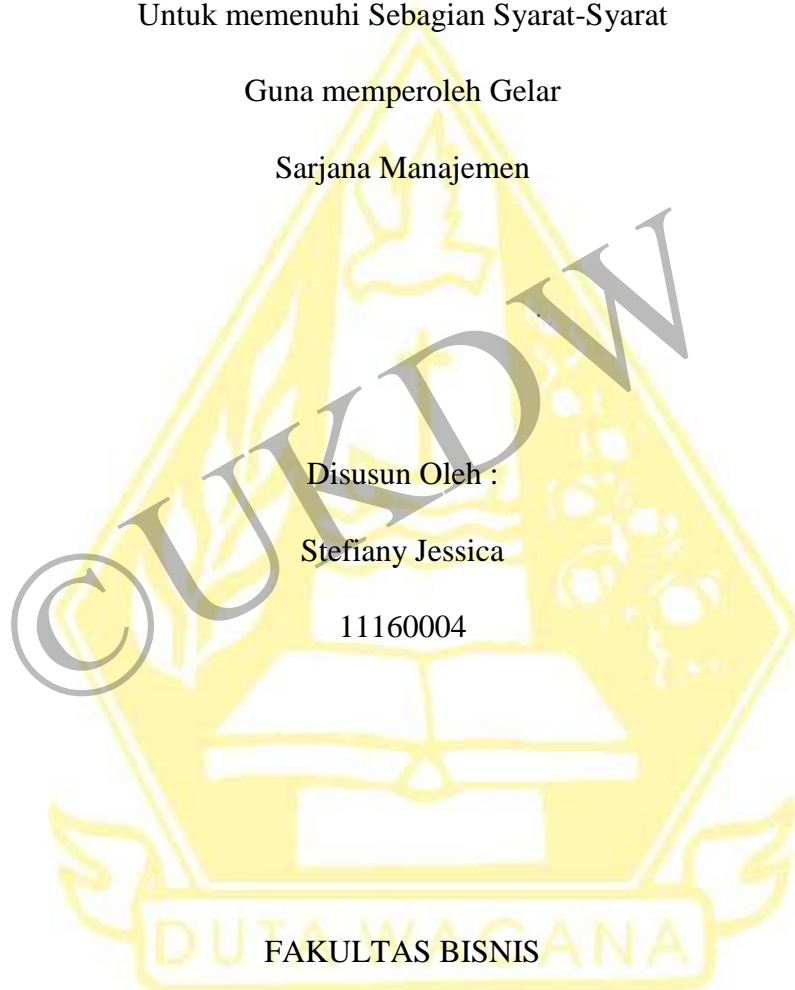 Untuk memenuhi Sebagian Syarat-Syarat
Guna memperoleh Gelar
Sarjana Manajemen
©UKDW
Disusun Oleh :
Stefiany Jessica
11160004
FAKULTAS BISNIS
DUTA WACANA